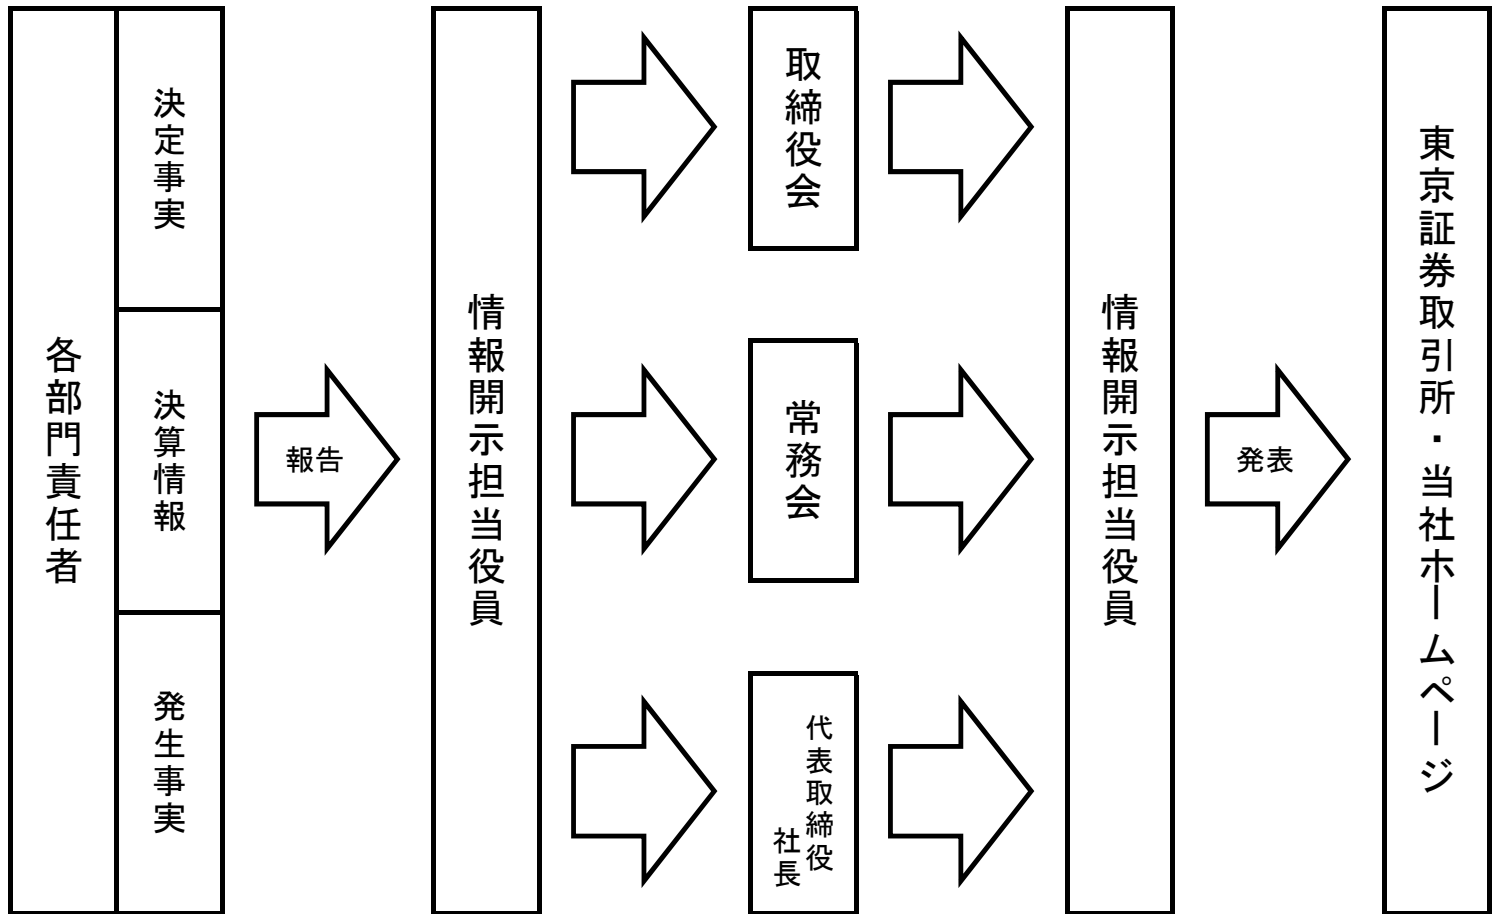 各部門責任者
決定事実
決算情報
発生事実
報告
情報開示担当役員
取締役会
常務会
代表取締役
社長
情報開示担当役員
発表
東京証券取引所・当社ホームページ